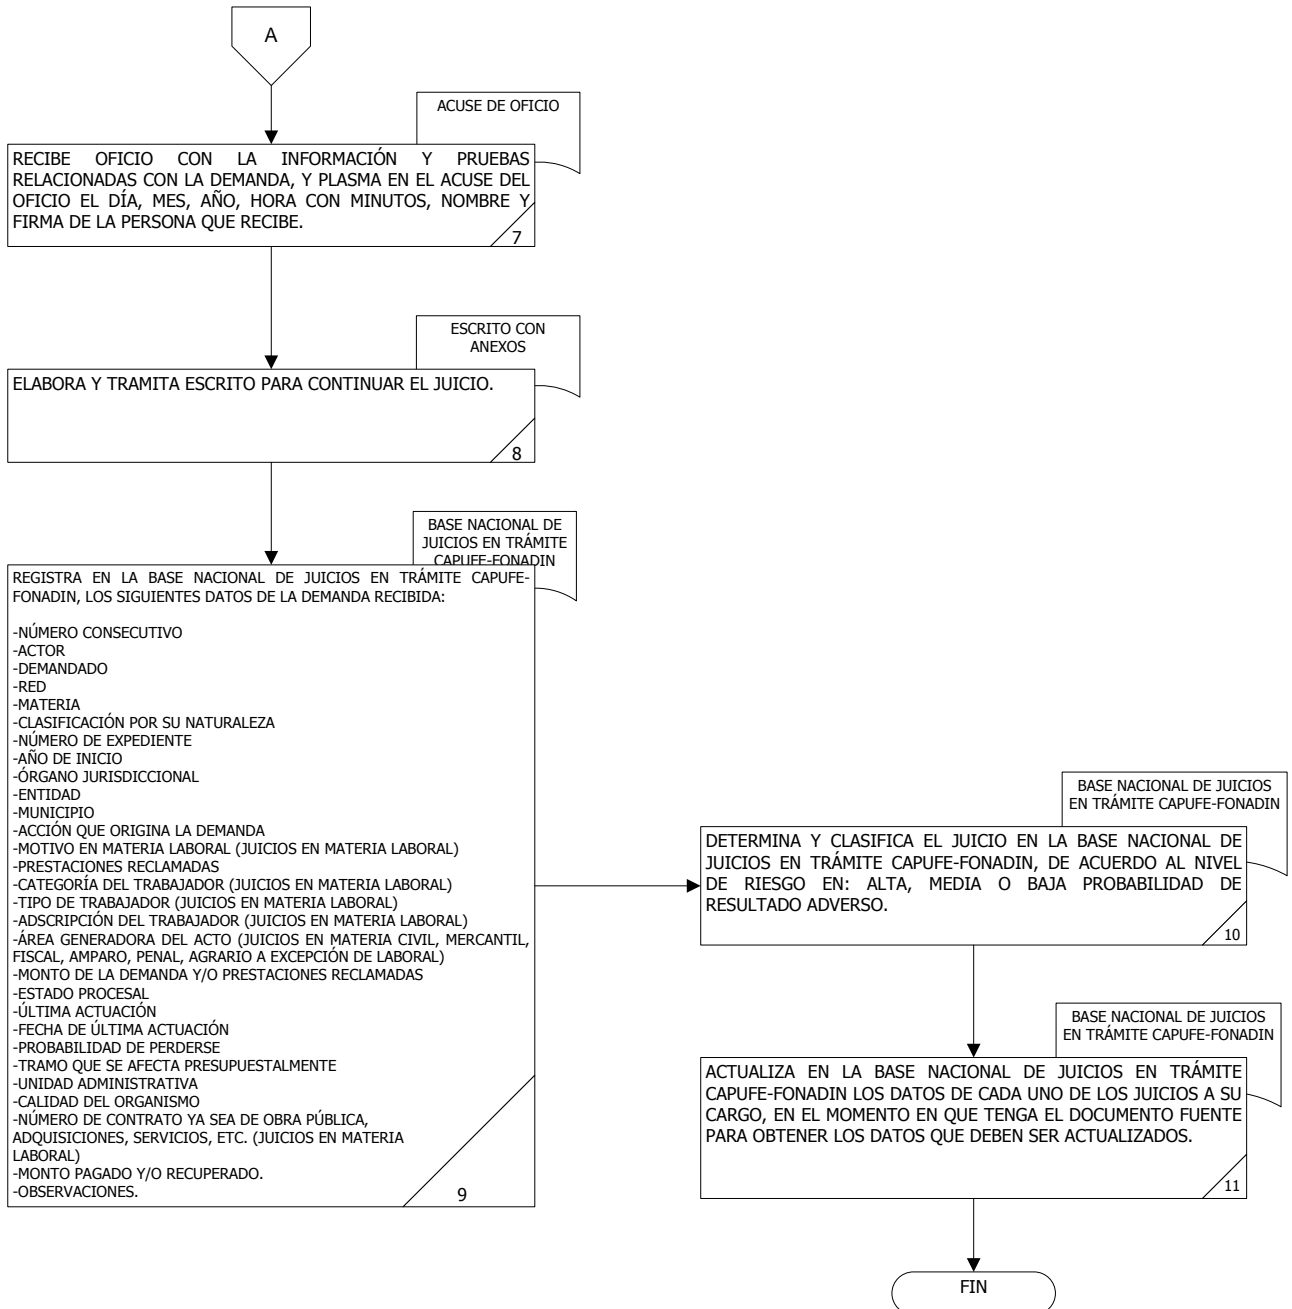 A
ACUSE DE OFICIO
RECIBE OFICIO CON LA INFORMACIÓN Y PRUEBAS
RELACIONADAS CON LA DEMANDA, Y PLASMA EN EL ACUSE DEL
OFICIO EL DÍA, MES, AÑO, HORA CON MINUTOS, NOMBRE Y
FIRMA DE LA PERSONA QUE RECIBE.
7
ESCRITO CON
ANEXOS
ELABORA Y TRAMITA ESCRITO PARA CONTINUAR EL JUICIO.
8
BASE NACIONAL DE
JUICIOS EN TRÁMITE
CAPUFE-FONADIN
REGISTRA EN LA BASE NACIONAL DE JUICIOS EN TRÁMITE CAPUFE-
FONADIN, LOS SIGUIENTES DATOS DE LA DEMANDA RECIBIDA:
-NÚMERO CONSECUTIVO
-ACTOR
-DEMANDADO
-RED
-MATERIA
-CLASIFICACIÓN POR SU NATURALEZA
-NÚMERO DE EXPEDIENTE
-AÑO DE INICIO
-ÓRGANO JURISDICCIONAL
-ENTIDAD
-MUNICIPIO
-ACCIÓN QUE ORIGINA LA DEMANDA
-MOTIVO EN MATERIA LABORAL (JUICIOS EN MATERIA LABORAL)
-PRESTACIONES RECLAMADAS
-CATEGORÍA DEL TRABAJADOR (JUICIOS EN MATERIA LABORAL)
-TIPO DE TRABAJADOR (JUICIOS EN MATERIA LABORAL)
-ADSCRIPCIÓN DEL TRABAJADOR (JUICIOS EN MATERIA LABORAL)
-ÁREA GENERADORA DEL ACTO (JUICIOS EN MATERIA CIVIL, MERCANTIL,
FISCAL, AMPARO, PENAL, AGRARIO A EXCEPCIÓN DE LABORAL)
-MONTO DE LA DEMANDA Y/O PRESTACIONES RECLAMADAS
-ESTADO PROCESAL
-ÚLTIMA ACTUACIÓN
-FECHA DE ÚLTIMA ACTUACIÓN
-PROBABILIDAD DE PERDERSE
-TRAMO QUE SE AFECTA PRESUPUESTALMENTE
-UNIDAD ADMINISTRATIVA
-CALIDAD DEL ORGANISMO
-NÚMERO DE CONTRATO YA SEA DE OBRA PÚBLICA,
ADQUISICIONES, SERVICIOS, ETC. (JUICIOS EN MATERIA
LABORAL)
-MONTO PAGADO Y/O RECUPERADO.
-OBSERVACIONES.
9
BASE NACIONAL DE JUICIOS
EN TRÁMITE CAPUFE-FONADIN
DETERMINA Y CLASIFICA EL JUICIO EN LA BASE NACIONAL DE
JUICIOS EN TRÁMITE CAPUFE-FONADIN, DE ACUERDO AL NIVEL
DE RIESGO EN: ALTA, MEDIA O BAJA PROBABILIDAD DE
RESULTADO ADVERSO.
10
BASE NACIONAL DE JUICIOS
EN TRÁMITE CAPUFE-FONADIN
ACTUALIZA EN LA BASE NACIONAL DE JUICIOS EN TRÁMITE
CAPUFE-FONADIN LOS DATOS DE CADA UNO DE LOS JUICIOS A SU
CARGO, EN EL MOMENTO EN QUE TENGA EL DOCUMENTO FUENTE
PARA OBTENER LOS DATOS QUE DEBEN SER ACTUALIZADOS.
11
FIN